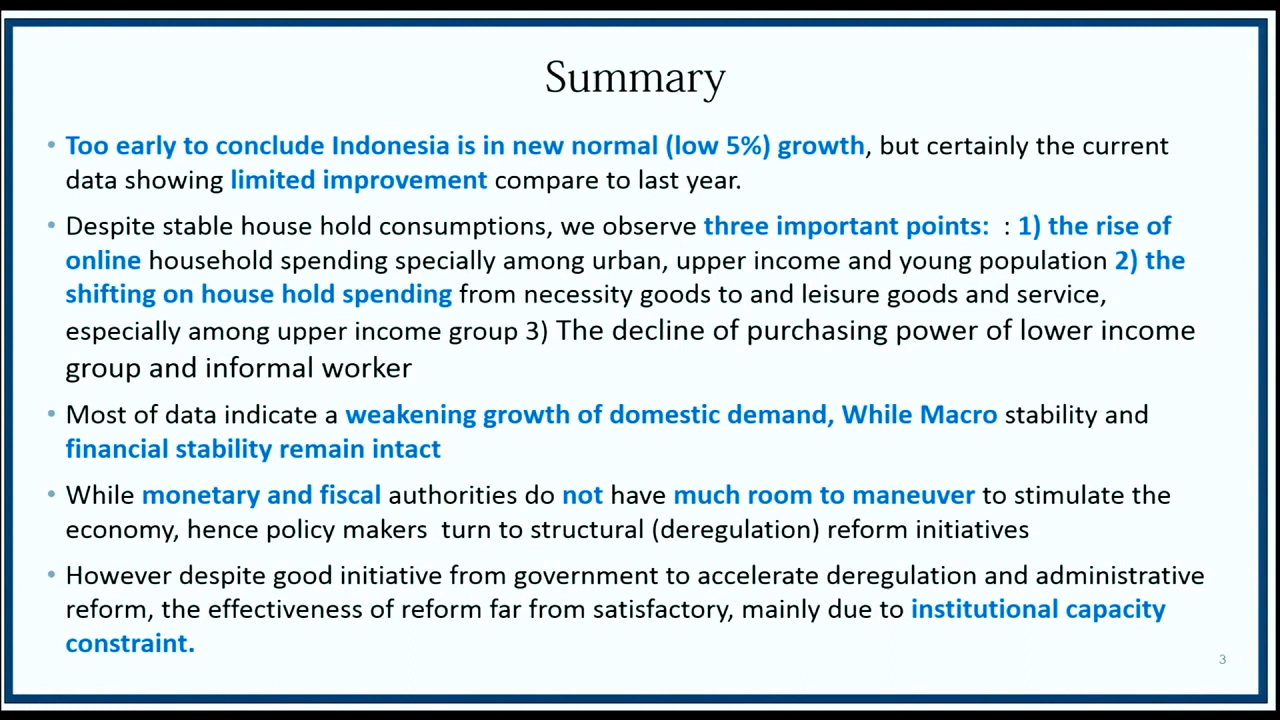 Summary
• Too early to conclude Indonesia is in new normal (low 5%) growth, but certainly the current
data showing limited improvement compare to last year.
• Despite stable house hold consumptions, we observe three important points:  : 1) the rise of
online household spending specially among urban, upper income and young population 2) the
shifting on house hold spending from necessity goods to and leisure goods and service,
especially among upper income group 3) The decline of purchasing power of lower income
group and informal worker
• Most of data indicate a weakening growth of domestic demand, While Macro stability and
financial stability remain intact
• While monetary and fiscal authorities do not have much room to maneuver to stimulate the
economy, hence policy makers  turn to structural (deregulation) reform initiatives
• However despite good initiative from government to accelerate deregulation and administrative
reform, the effectiveness of reform far from satisfactory, mainly due to institutional capacity
constraint.
3